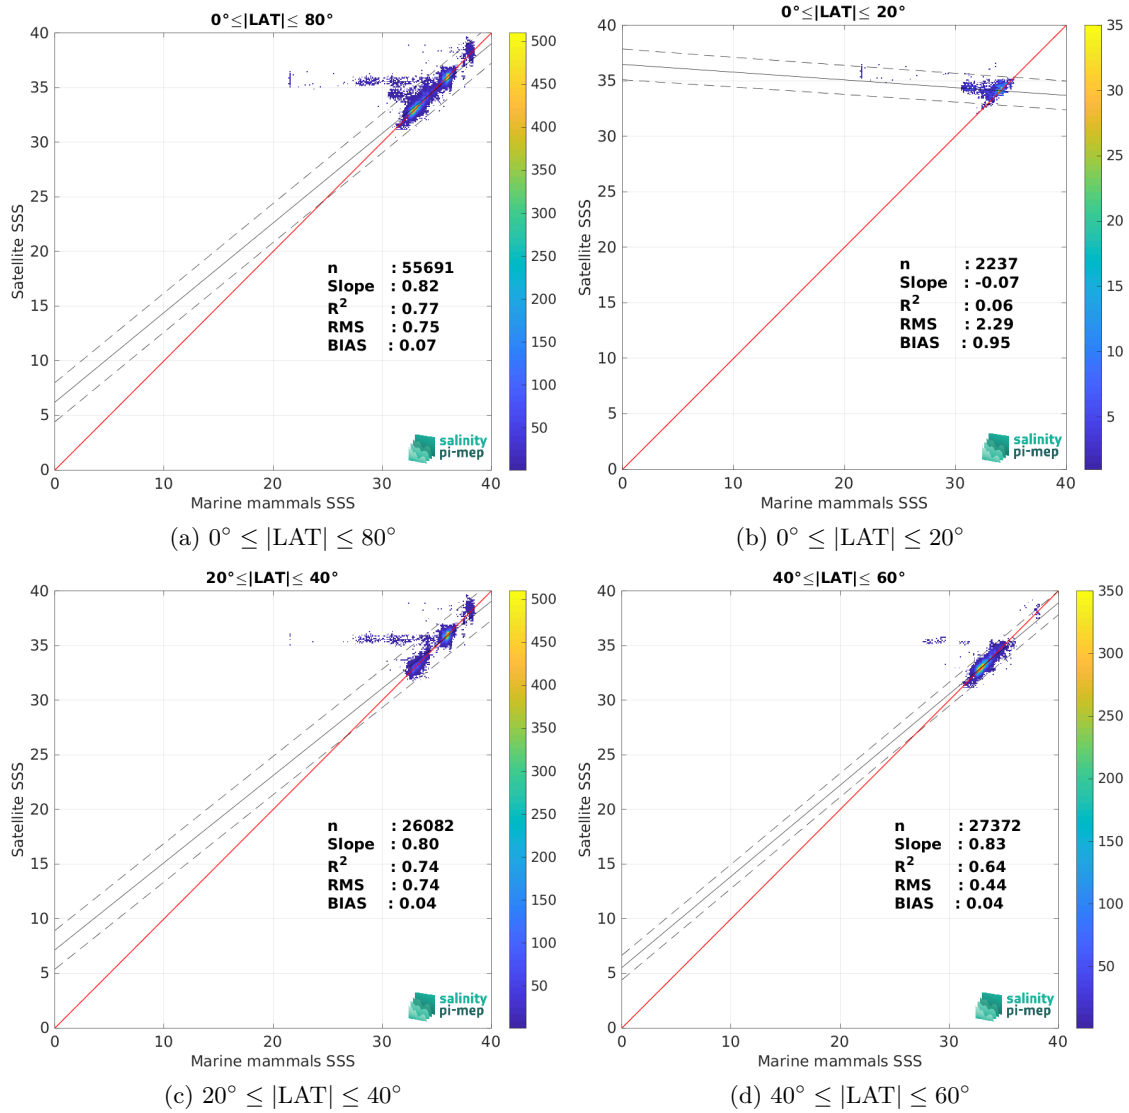 0°≤|LAT|≤ 80°
Satellite SSS
40
35
30
25
20
15
10
5
0
0
10
20
30
40
Marine mammals SSS
n : 55691
Slope : 0.82
R² : 0.77
RMS : 0.75
BIAS : 0.07
salinity
pi-mep
500
450
400
350
300
250
200
150
100
50
(a) 0° ≤ |LAT| ≤ 80°
0°≤|LAT|≤ 20°
Satellite SSS
40
35
30
25
20
15
10
5
0
0
10
20
30
40
Marine mammals SSS
n : 2237
Slope : -0.07
R² : 0.06
RMS : 2.29
BIAS : 0.95
salinity
pi-mep
35
30
25
20
15
10
5
(b) 0° ≤ |LAT| ≤ 20°
20°≤|LAT|≤ 40°
Satellite SSS
40
35
30
25
20
15
10
5
0
0
10
20
30
40
Marine mammals SSS
n : 26082
Slope : 0.80
R² : 0.74
RMS : 0.74
BIAS : 0.04
salinity
pi-mep
500
450
400
350
300
250
200
150
100
50
(c) 20° ≤ |LAT| ≤ 40°
40°≤|LAT|≤ 60°
Satellite SSS
40
35
30
25
20
15
10
5
0
0
10
20
30
40
Marine mammals SSS
n : 27372
Slope : 0.83
R² : 0.64
RMS : 0.44
BIAS : 0.04
salinity
pi-mep
350
300
250
200
150
100
50
(d) 40° ≤ |LAT| ≤ 60°